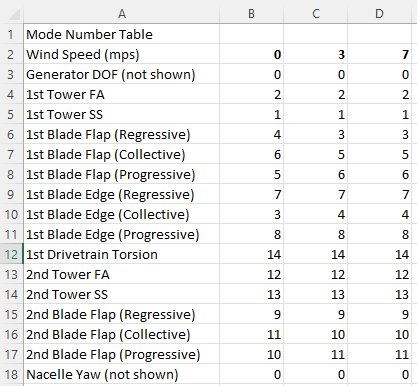 A B C D
1 Mode Number Table
2 Wind Speed (mps) 0 3 7
3 Generator DOF (not shown) 0 0 0
4 1st Tower FA 2 2 2
5 1st Tower SS 1 1 1
6 1st Blade Flap (Regressive) 4 3 3
7 1st Blade Flap (Collective) 6 5 5
8 1st Blade Flap (Progressive) 5 6 6
9 1st Blade Edge (Regressive) 7 7 7
10 1st Blade Edge (Collective) 3 4 4
11 1st Blade Edge (Progressive) 8 8 8
12 1st Drivetrain Torsion 14 14 14
13 2nd Tower FA 12 12 12
14 2nd Tower SS 13 13 13
15 2nd Blade Flap (Regressive) 9 9 9
16 2nd Blade Flap (Collective) 11 10 10
17 2nd Blade Flap (Progressive) 10 11 11
18 Nacelle Yaw (not shown) 0 0 0